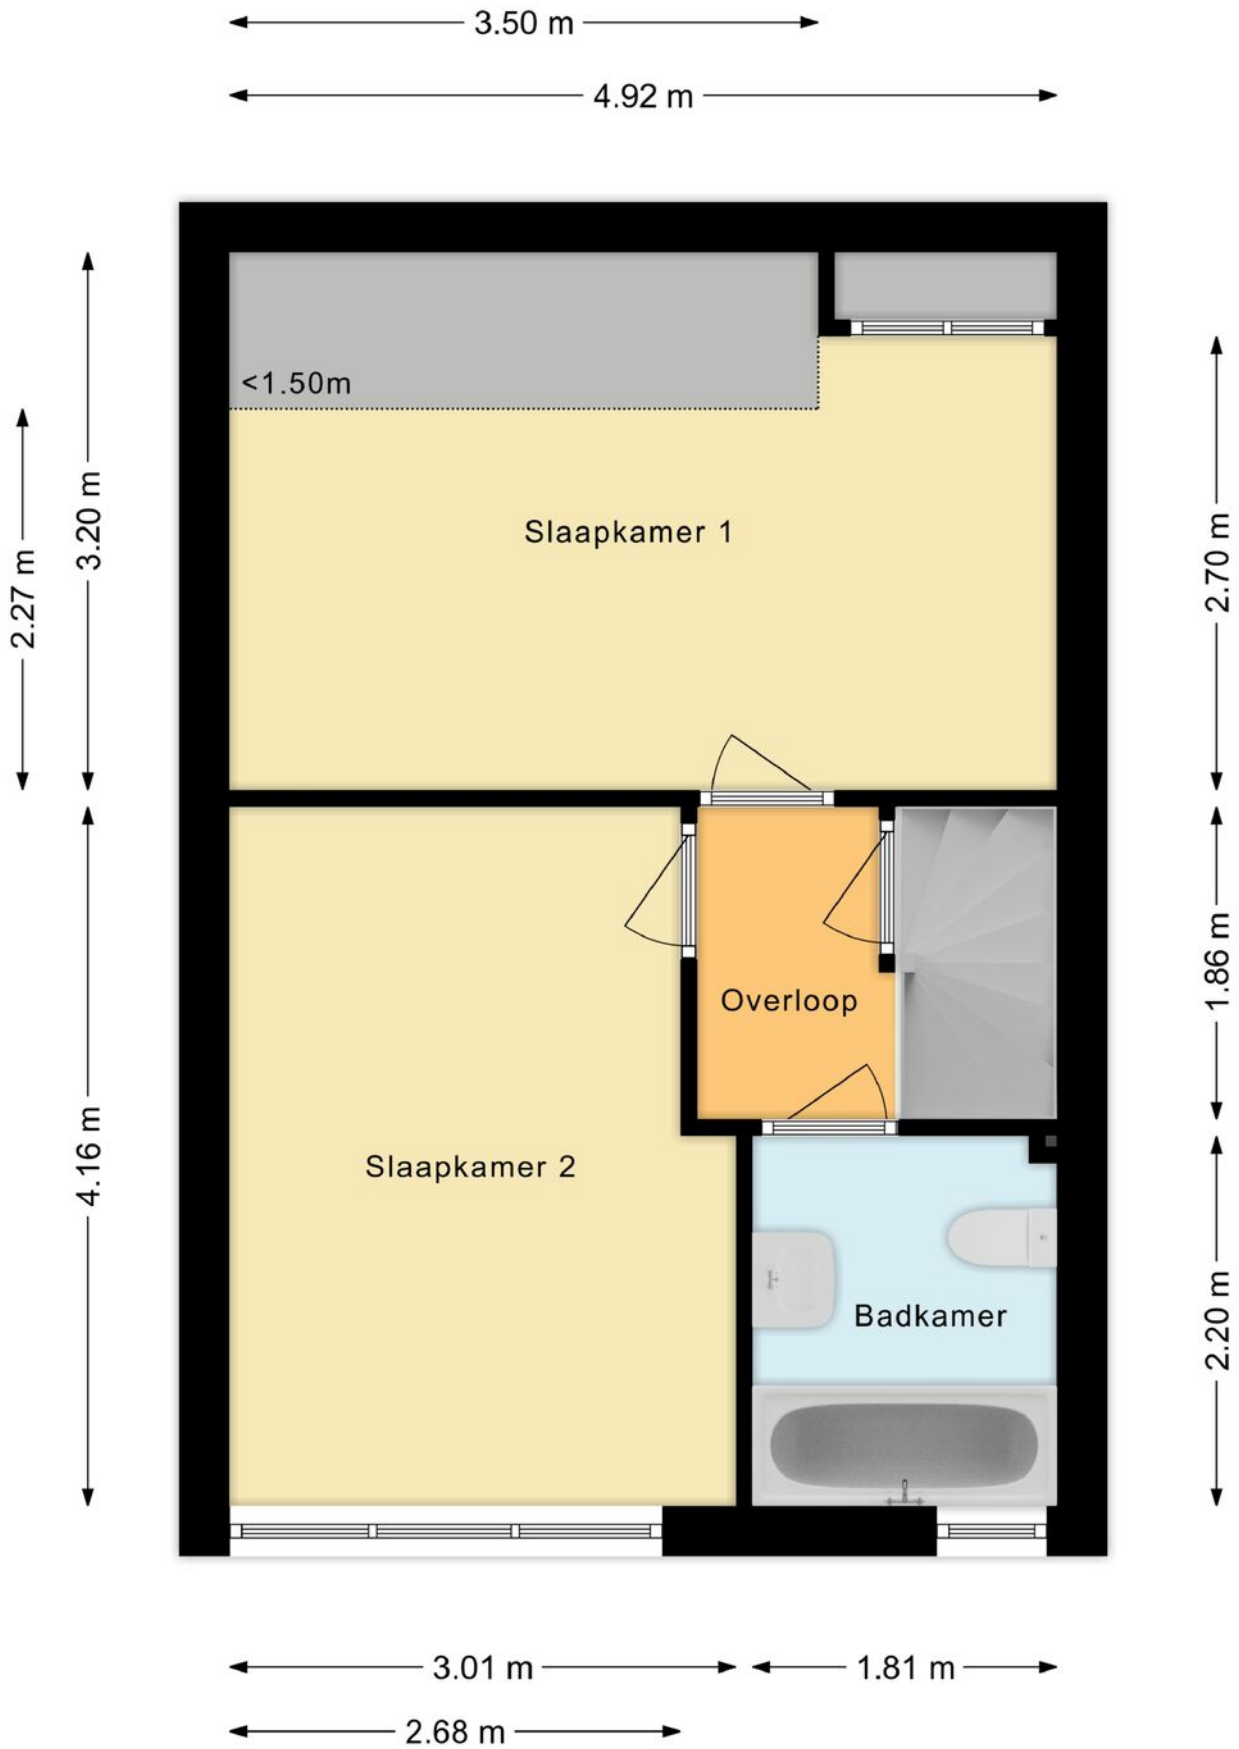 3.50 m
4.92 m
<1.50m
Slaapkamer 1
3.20 m
2.27 m
2.70 m
Overloop
1.86 m
Slaapkamer 2
4.16 m
Badkamer
2.20 m
3.01 m
1.81 m
2.68 m